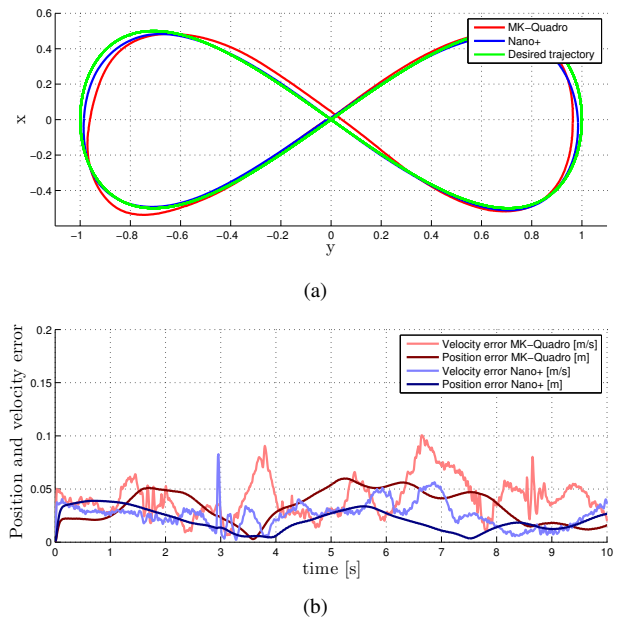 0.6
0.4
0.2
0
−0.2
−0.4
x
−1 −0.8 −0.6 −0.4 −0.2 0 0.2 0.4 0.6 0.8 1
y
MK−Quadro
Nano+
Desired trajectory
(a)
0.2
0.15
0.1
0.05
0
Position and velocity error
0 1 2 3 4 5 6 7 8 9 10
time [s]
Velocity error MK−Quadro [m/s]
Position error MK−Quadro [m]
Velocity error Nano+ [m/s]
Position error Nano+ [m]
(b)